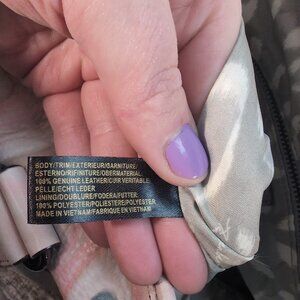 BODY/TRIM/EXTERIEUR/GARNITURE/
ESTERNO/RIFINITURE/OBERMATERIAL
100% GENUINE LEATHER/CUIR VERITABLE/
PELLE/ECHT LEDER
LINING/DOUBLURE/FODERA/FUTTER:
100% POLYESTER/POLIESTERE/POLYESTER
MADE IN VIETNAM/FABRIQUE EN VIETNAM